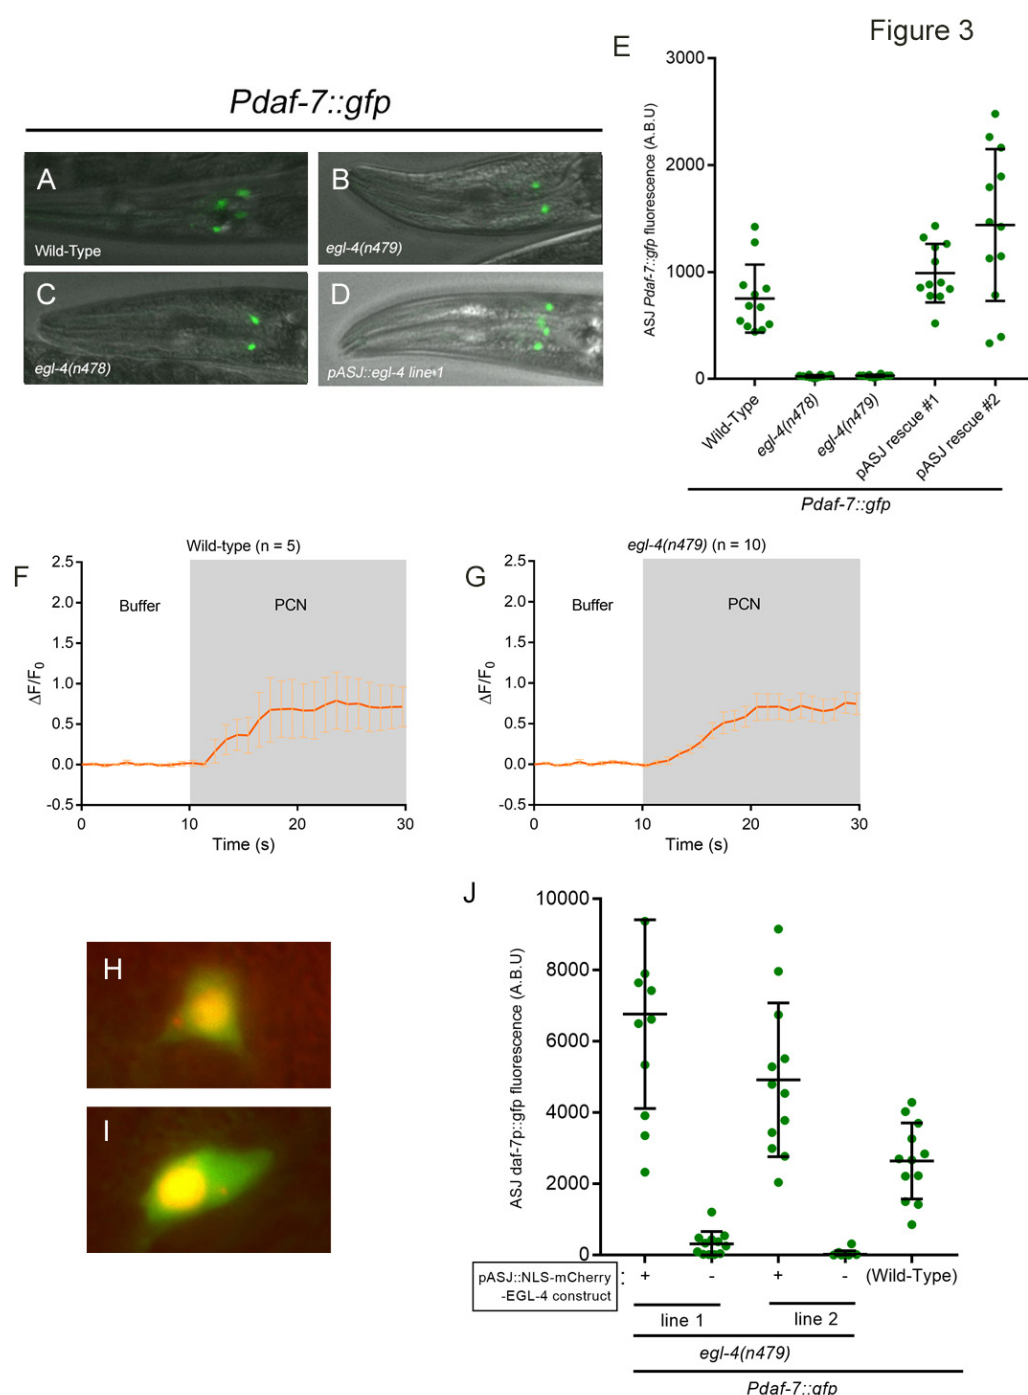 Figure 3
Pdaf-7::gfp
A
Wild-Type
B
egl-4(n479)
C
egl-4(n478)
D
pASJ::egl-4 line 1
E
ASJ Pdaf-7::gfp fluorescence (A.B.U)
3000
2000
1000
0
Wild-Type
egl-4(n478)
egl-4(n479)
pASJ rescue #1
pASJ rescue #2
Pdaf-7::gfp
F
Wild-type (n = 5)
Buffer
PCN
ΔF/F0
2.5
2.0
1.5
1.0
0.5
0.0
-0.5
0
10
20
30
Time (s)
G
egl-4(n479) (n = 10)
Buffer
PCN
ΔF/F0
2.5
2.0
1.5
1.0
0.5
0.0
-0.5
0
10
20
30
Time (s)
H
I
J
ASJ daf-7p::gfp fluorescence (A.B.U)
10000
8000
6000
4000
2000
0
pASJ::NLS-mCherry
-EGL-4 construct
: + - + - (Wild-Type)
line 1
line 2
egl-4(n479)
Pdaf-7::gfp